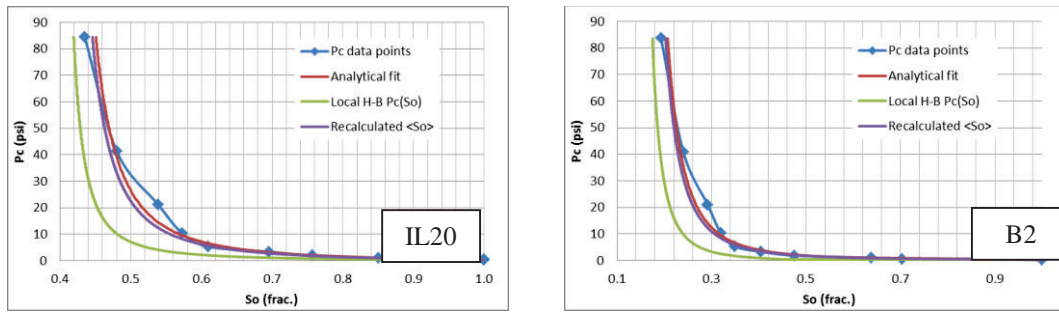 90
80
70
60
50
40
30
20
10
0
Pc (psi)
Pc data points
Analytical fit
Local H-B Pc(So)
Recalculated <So>
IL20
0.4 0.5 0.6 0.7 0.8 0.9 1.0
So (frac.)
90
80
70
60
50
40
30
20
10
0
Pc (psi)
Pc data points
Analytical fit
Local H-B Pc(So)
Recalculated <So>
B2
0.1 0.3 0.5 0.7 0.9
So (frac.)